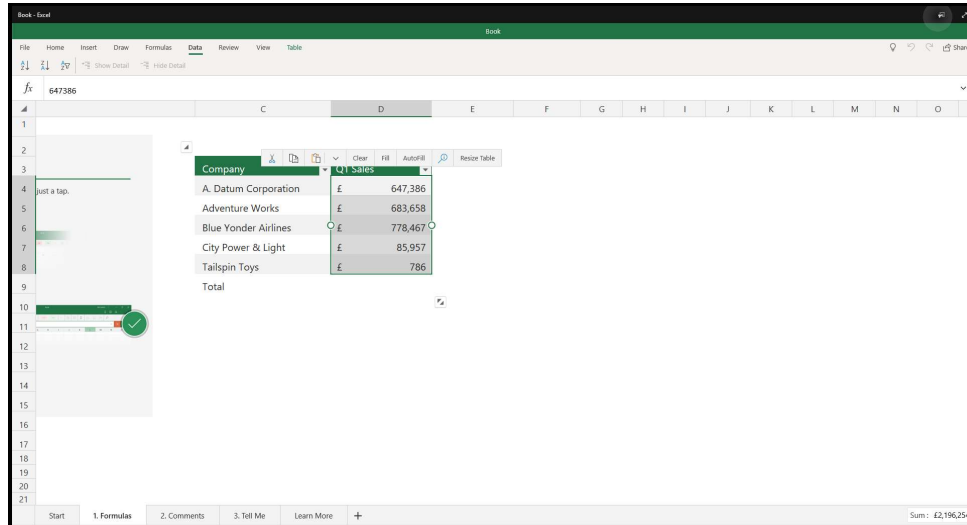 Book - Excel
Book
File Home Insert Draw Formulas Data Review View Table
Shar
Show Detail Hide Detail
fx 647386
C D E F G H I J K L M N O
1
2
Clear Fill AutoFill Resize Table
3 Company Q1 Sales
4 just a tap. A. Datum Corporation £ 647,386
5 Adventure Works £ 683,658
6 Blue Yonder Airlines £ 778,467
7 City Power & Light £ 85,957
8 Tailspin Toys £ 786
9 Total
10
11
12
13
14
15
16
17
18
19
20
21
Start 1. Formulas 2. Comments 3. Tell Me Learn More + Sum : £2,196,254